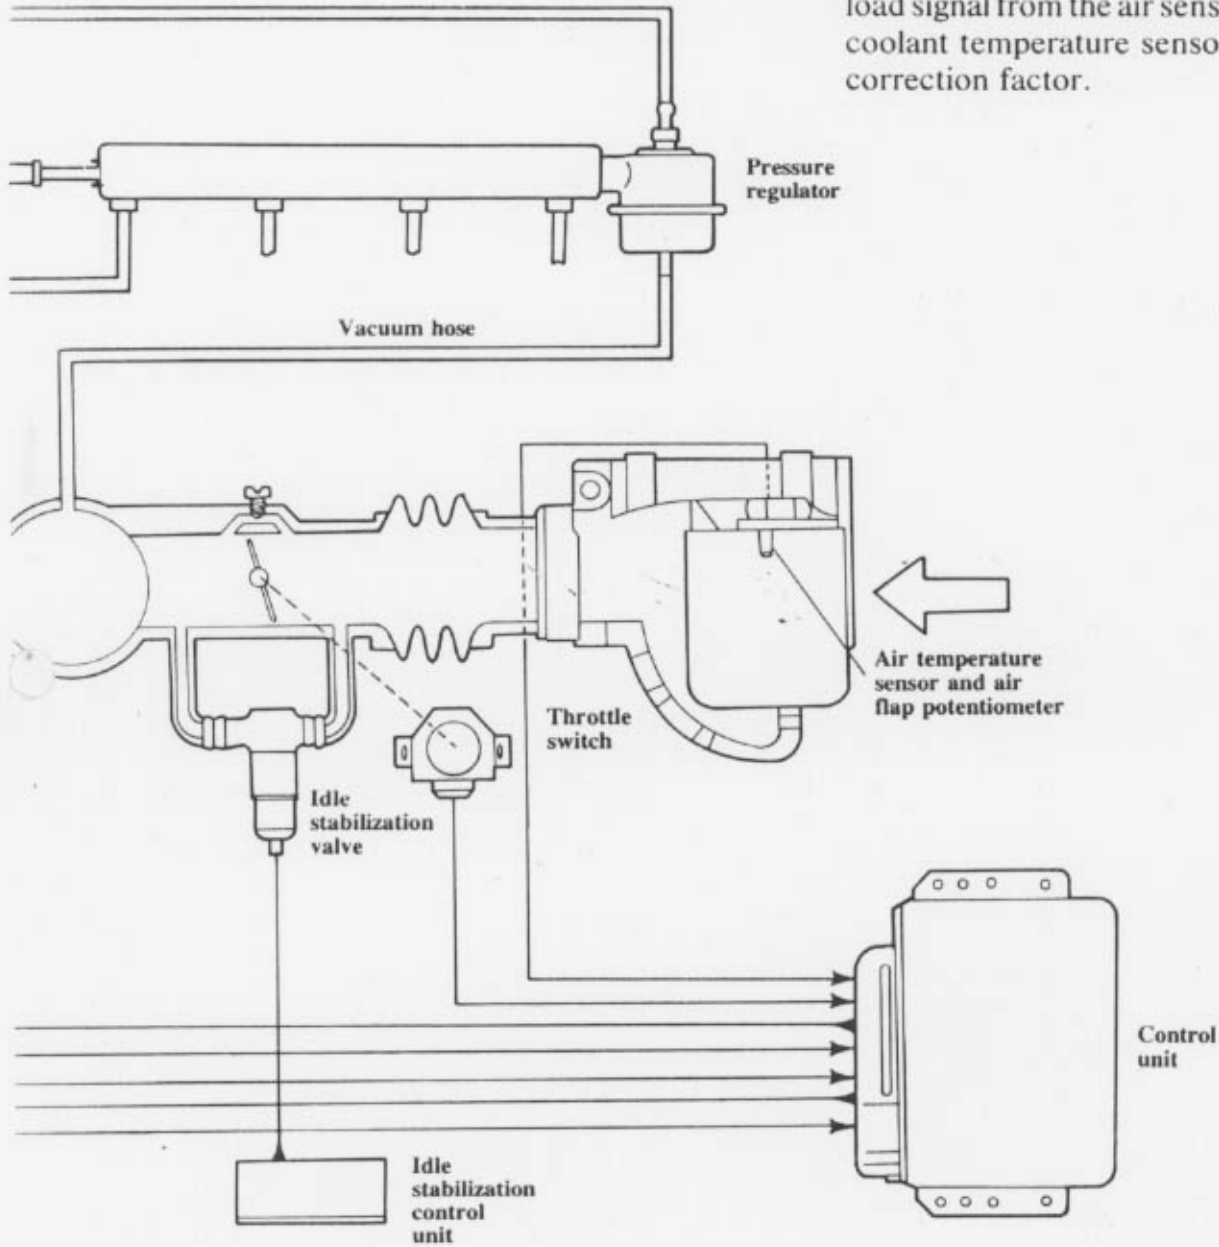 load signal from the air sens
coolant temperature senso
correction factor.
Pressure
regulator
Vacuum hose
Air temperature
sensor and air
flap potentiometer
Throttle
switch
Idle
stabilization
valve
Control
unit
Idle
stabilization
control
unit